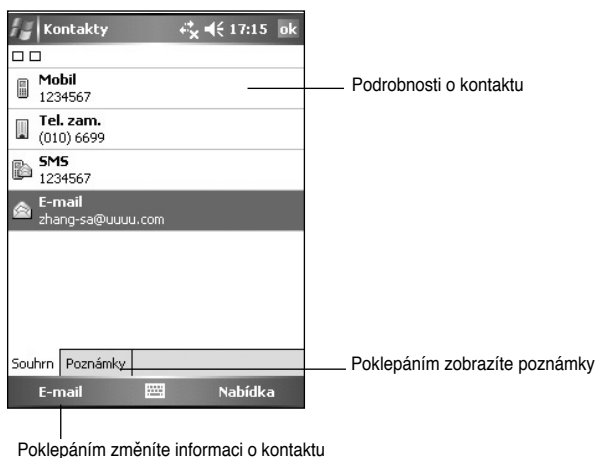 Kontakty 17:15 ok
□ □
Mobil
1234567
Podrobnosti o kontaktu
Tel. zam.
(010) 6699
SMS
1234567
E-mail
zhang-sa@uuuu.com
Souhrn Poznámky
Poklepáním zobrazíte poznámky
E-mail Nabídka
Poklepáním změníte informaci o kontaktu